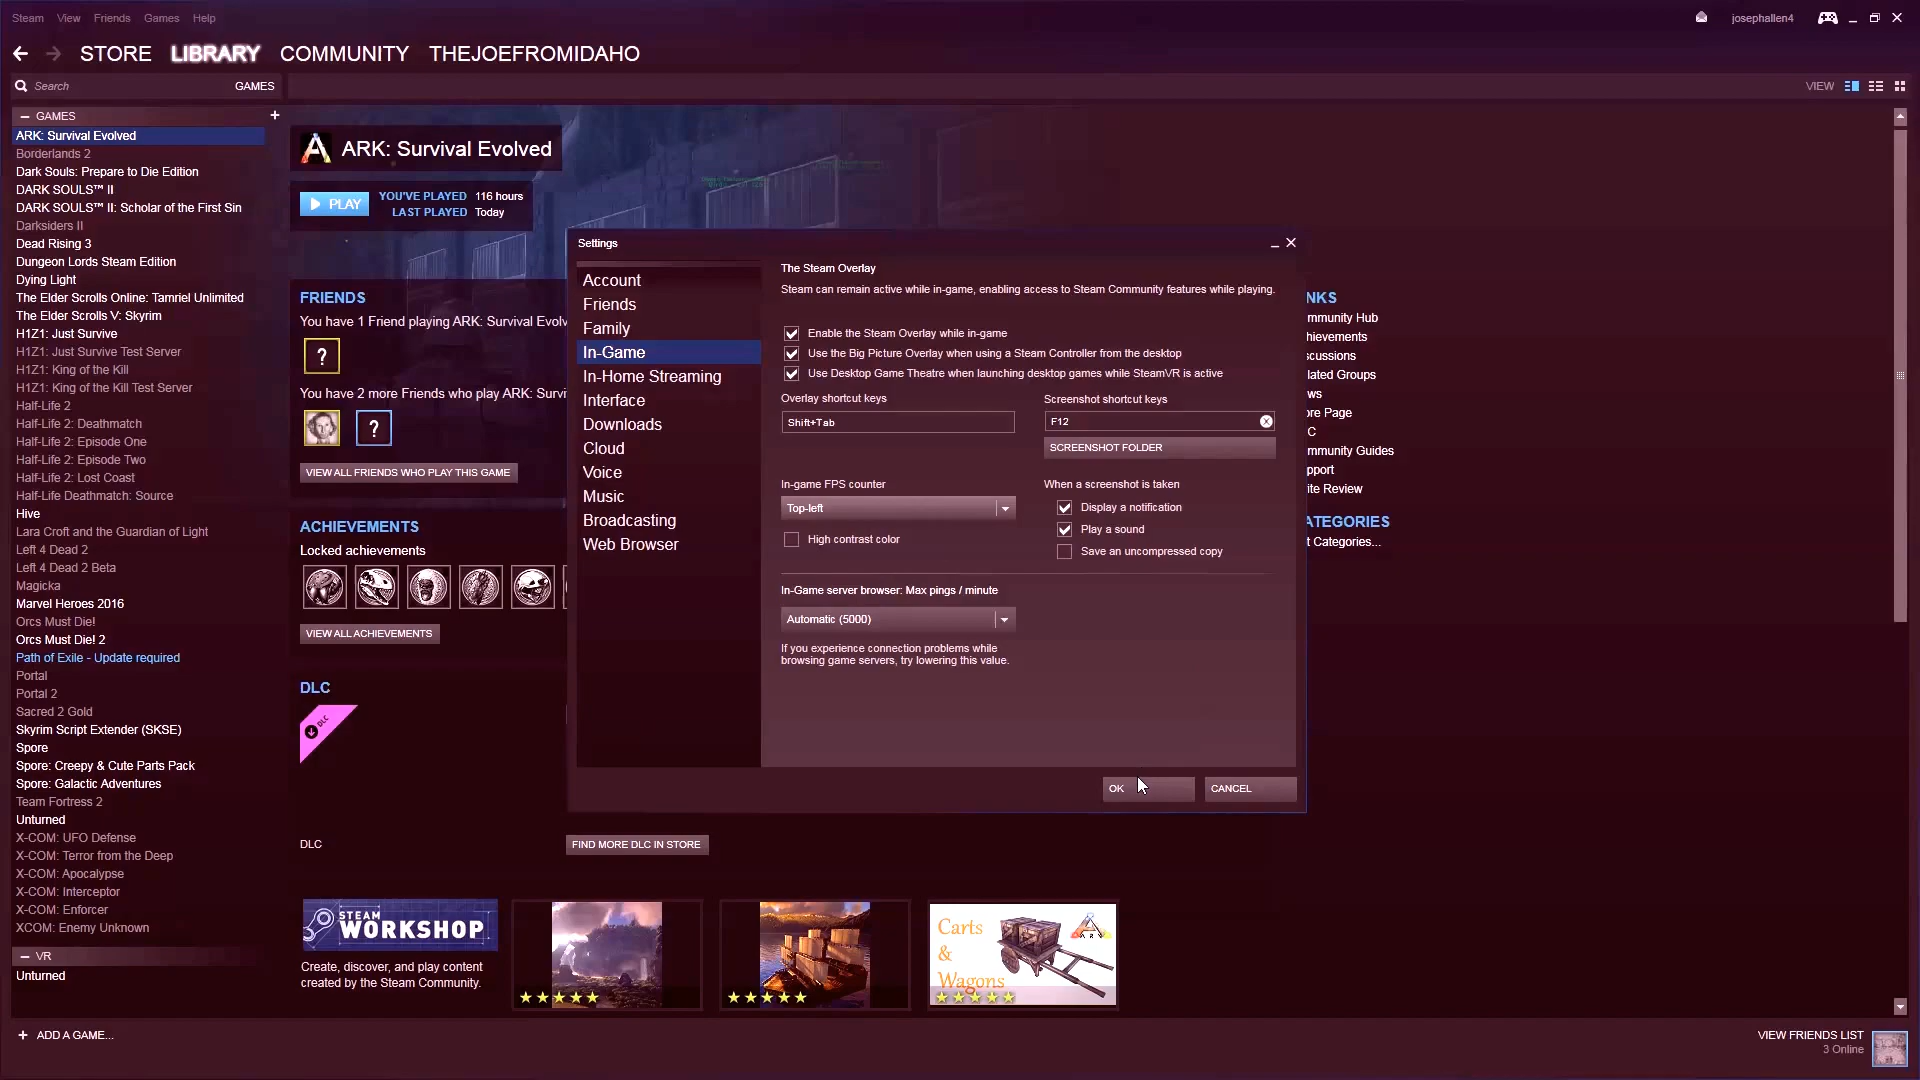 Steam View Friends Games Help
josephallen4
STORE LIBRARY COMMUNITY THEJOEFROMIDAHO
Search
GAMES
VIEW
GAMES
ARK: Survival Evolved
Borderlands 2
Dark Souls: Prepare to Die Edition
DARK SOULS™ II
DARK SOULS™ II: Scholar of the First Sin
Darksiders II
Dead Rising 3
Dungeon Lords Steam Edition
Dying Light
The Elder Scrolls Online: Tamriel Unlimited
The Elder Scrolls V: Skyrim
H1Z1: Just Survive
H1Z1: Just Survive Test Server
H1Z1: King of the Kill
H1Z1: King of the Kill Test Server
Half-Life 2
Half-Life 2: Deathmatch
Half-Life 2: Episode One
Half-Life 2: Episode Two
Half-Life 2: Lost Coast
Half-Life Deathmatch: Source
Hive
Lara Croft and the Guardian of Light
Left 4 Dead 2
Left 4 Dead 2 Beta
Magicka
Marvel Heroes 2016
Orcs Must Die!
Orcs Must Die! 2
Path of Exile - Update required
Portal
Portal 2
Sacred 2 Gold
Skyrim Script Extender (SKSE)
Spore
Spore: Creepy & Cute Parts Pack
Spore: Galactic Adventures
Team Fortress 2
Unturned
X-COM: UFO Defense
X-COM: Terror from the Deep
X-COM: Apocalypse
X-COM: Interceptor
X-COM: Enforcer
XCOM: Enemy Unknown
VR
Unturned
ADD A GAME...
ARK: Survival Evolved
PLAY
YOU'VE PLAYED 116 hours
LAST PLAYED Today
FRIENDS
You have 1 Friend playing ARK: Survival Evolv
?
You have 2 more Friends who play ARK: Survi
?
VIEW ALL FRIENDS WHO PLAY THIS GAME
ACHIEVEMENTS
Locked achievements
VIEW ALL ACHIEVEMENTS
DLC
DLC
DLC
FIND MORE DLC IN STORE
STEAM
WORKSHOP
Create, discover, and play content
created by the Steam Community.
Carts
&
Wagons
Settings
Account
Friends
Family
In-Game
In-Home Streaming
Interface
Downloads
Cloud
Voice
Music
Broadcasting
Web Browser
The Steam Overlay
Steam can remain active while in-game, enabling access to Steam Community features while playing.
Enable the Steam Overlay while in-game
Use the Big Picture Overlay when using a Steam Controller from the desktop
Use Desktop Game Theatre when launching desktop games while SteamVR is active
Overlay shortcut keys
Shift+Tab
Screenshot shortcut keys
F12
SCREENSHOT FOLDER
In-game FPS counter
Top-left
High contrast color
When a screenshot is taken
Display a notification
Play a sound
Save an uncompressed copy
In-Game server browser: Max pings / minute
Automatic (5000)
If you experience connection problems while
browsing game servers, try lowering this value.
OK
CANCEL
NKS
mmunity Hub
hievements
scussions
lated Groups
ws
ore Page
C
mmunity Guides
pport
ite Review
ATEGORIES
t Categories...
VIEW FRIENDS LIST
3 Online